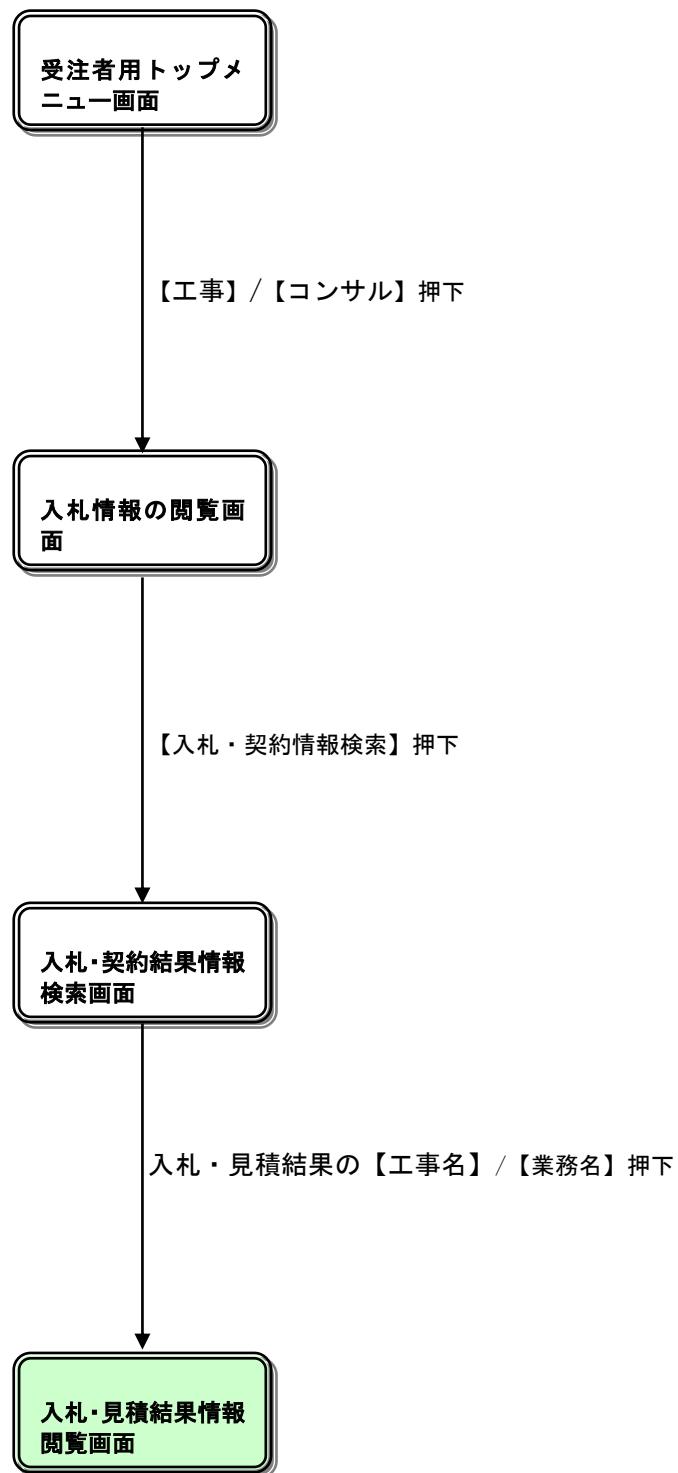 受注者用トップメ
ニュー画面
【工事】/【コンサル】押下
入札情報の閲覧画
面
【入札・契約情報検索】押下
入札・契約結果情報
検索画面
入札・見積結果の【工事名】/【業務名】押下
入札・見積結果情報
閲覧画面